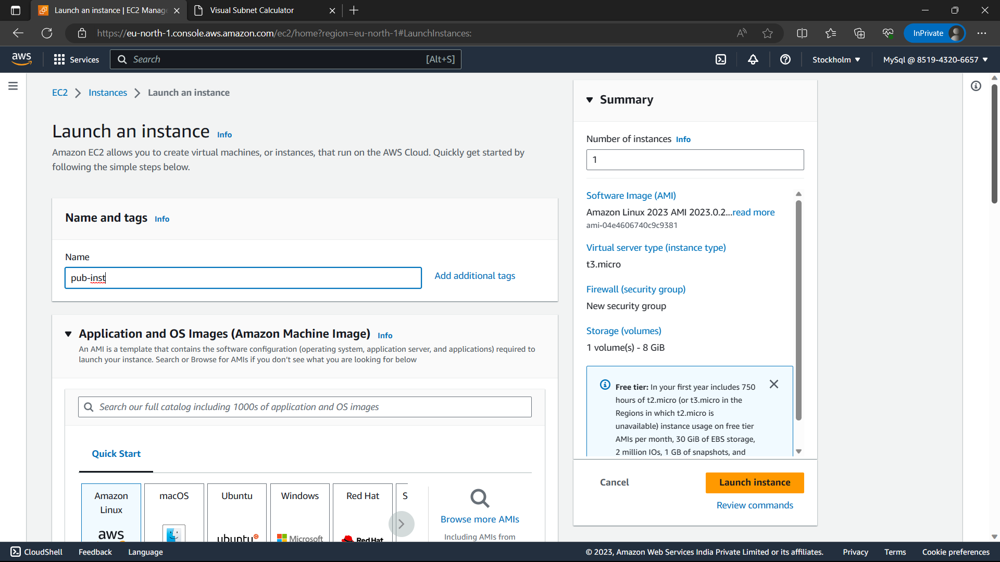 Launch an instance | EC2 Manage
Visual Subnet Calculator
https://eu-north-1.console.aws.amazon.com/ec2/home?region=eu-north-1#LaunchInstances:
InPrivate
aws
Services
Search
[Alt+S]
Stockholm
MySql @ 8519-4320-6657
EC2
Instances
Launch an instance
Launch an instance Info
Amazon EC2 allows you to create virtual machines, or instances, that run on the AWS Cloud. Quickly get started by
following the simple steps below.
Name and tags Info
Name
pub-inst
Add additional tags
Application and OS Images (Amazon Machine Image) Info
An AMI is a template that contains the software configuration (operating system, application server, and applications) required to
launch your instance. Search or Browse for AMIs if you don't see what you are looking for below
Search our full catalog including 1000s of application and OS images
Quick Start
Amazon
Linux
aws
macOS
Ubuntu
ubuntu
Windows
Microsoft
Red Hat
Red Hat
S
Browse more AMIs
Including AMIs from
Summary
Number of instances Info
1
Software Image (AMI)
Amazon Linux 2023 AMI 2023.0.2...read more
ami-04e4606740c9c9381
Virtual server type (instance type)
t3.micro
Firewall (security group)
New security group
Storage (volumes)
1 volume(s) - 8 GiB
Free tier: In your first year includes 750
hours of t2.micro (or t3.micro in the
Regions in which t2.micro is
unavailable) instance usage on free tier
AMIs per month, 30 GiB of EBS storage,
2 million IOs, 1 GB of snapshots, and
Cancel
Launch instance
Review commands
CloudShell
Feedback
Language
© 2023, Amazon Web Services India Private Limited or its affiliates.
Privacy
Terms
Cookie preferences